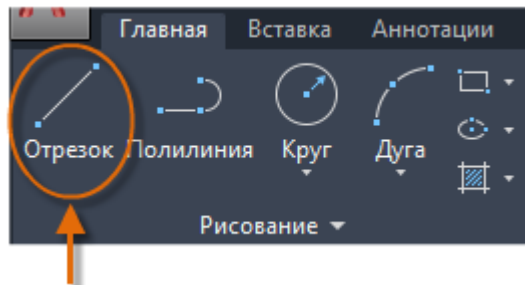 Главная Вставка Аннотации
Отрезок Полилиния Круг Дуга
Рисование